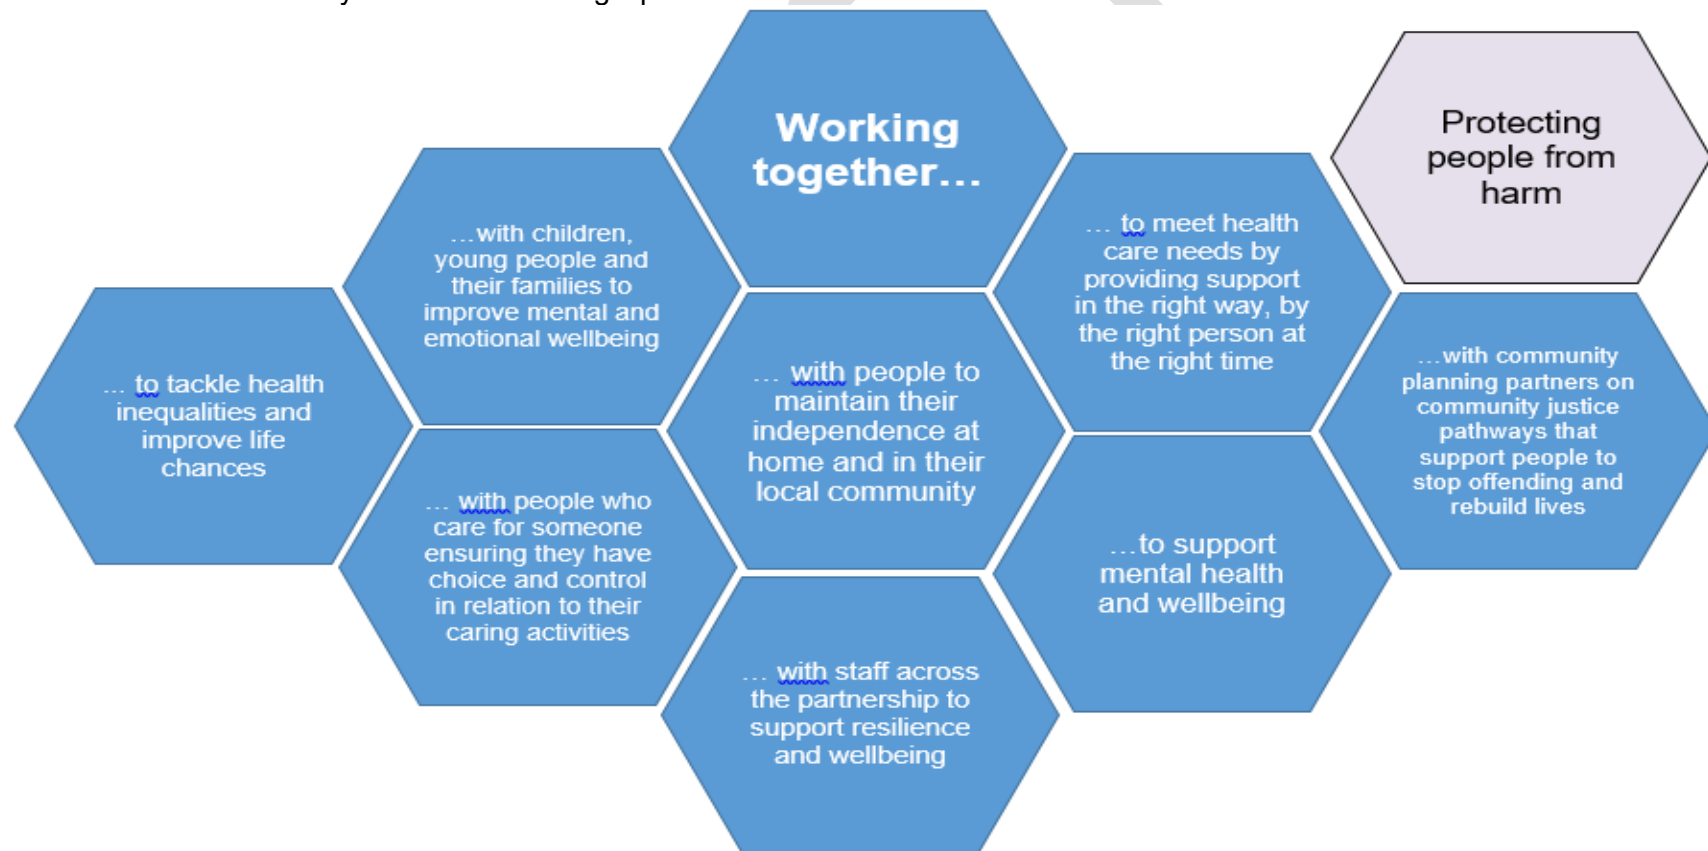 Working
together…
Protecting
people from
harm
…with children,
young people and
their families to
improve mental and
emotional wellbeing
… to meet health
care needs by
providing support
in the right way, by
the right person at
the right time
… to tackle health
inequalities and
improve life
chances
… with people to
maintain their
independence at
home and in their
local community
…with community
planning partners on
community justice
pathways that
support people to
stop offending and
rebuild lives
… with people who
care for someone
ensuring they have
choice and control
in relation to their
caring activities
…to support
mental health
and wellbeing
… with staff across
the partnership to
support resilience
and wellbeing